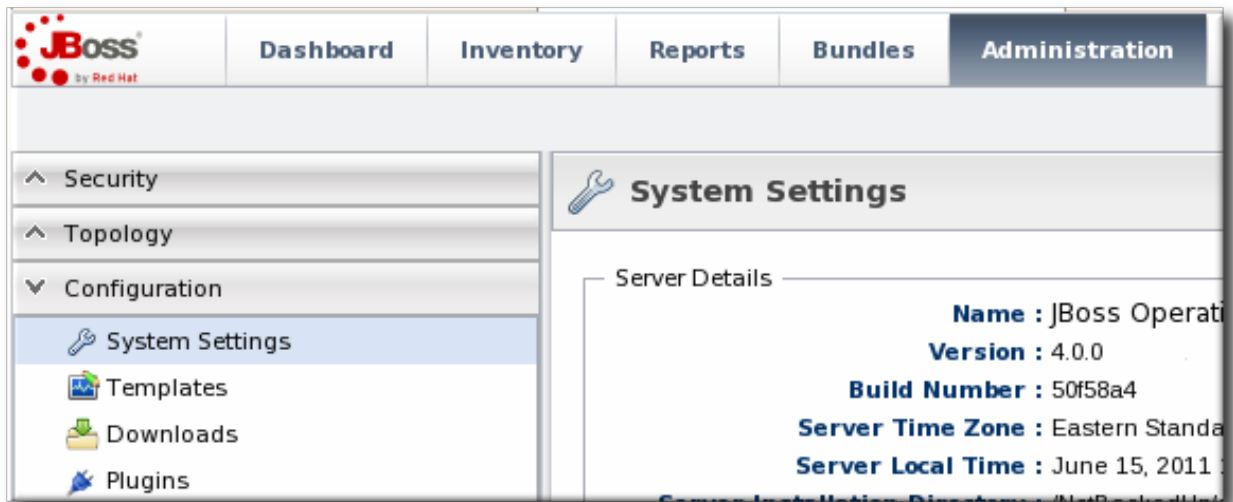 JBoss by Red Hat
Dashboard
Inventory
Reports
Bundles
Administration
Security
Topology
Configuration
System Settings
Templates
Downloads
Plugins
System Settings
Server Details
Name : JBoss Operati
Version : 4.0.0
Build Number : 50f58a4
Server Time Zone : Eastern Standa
Server Local Time : June 15, 2011